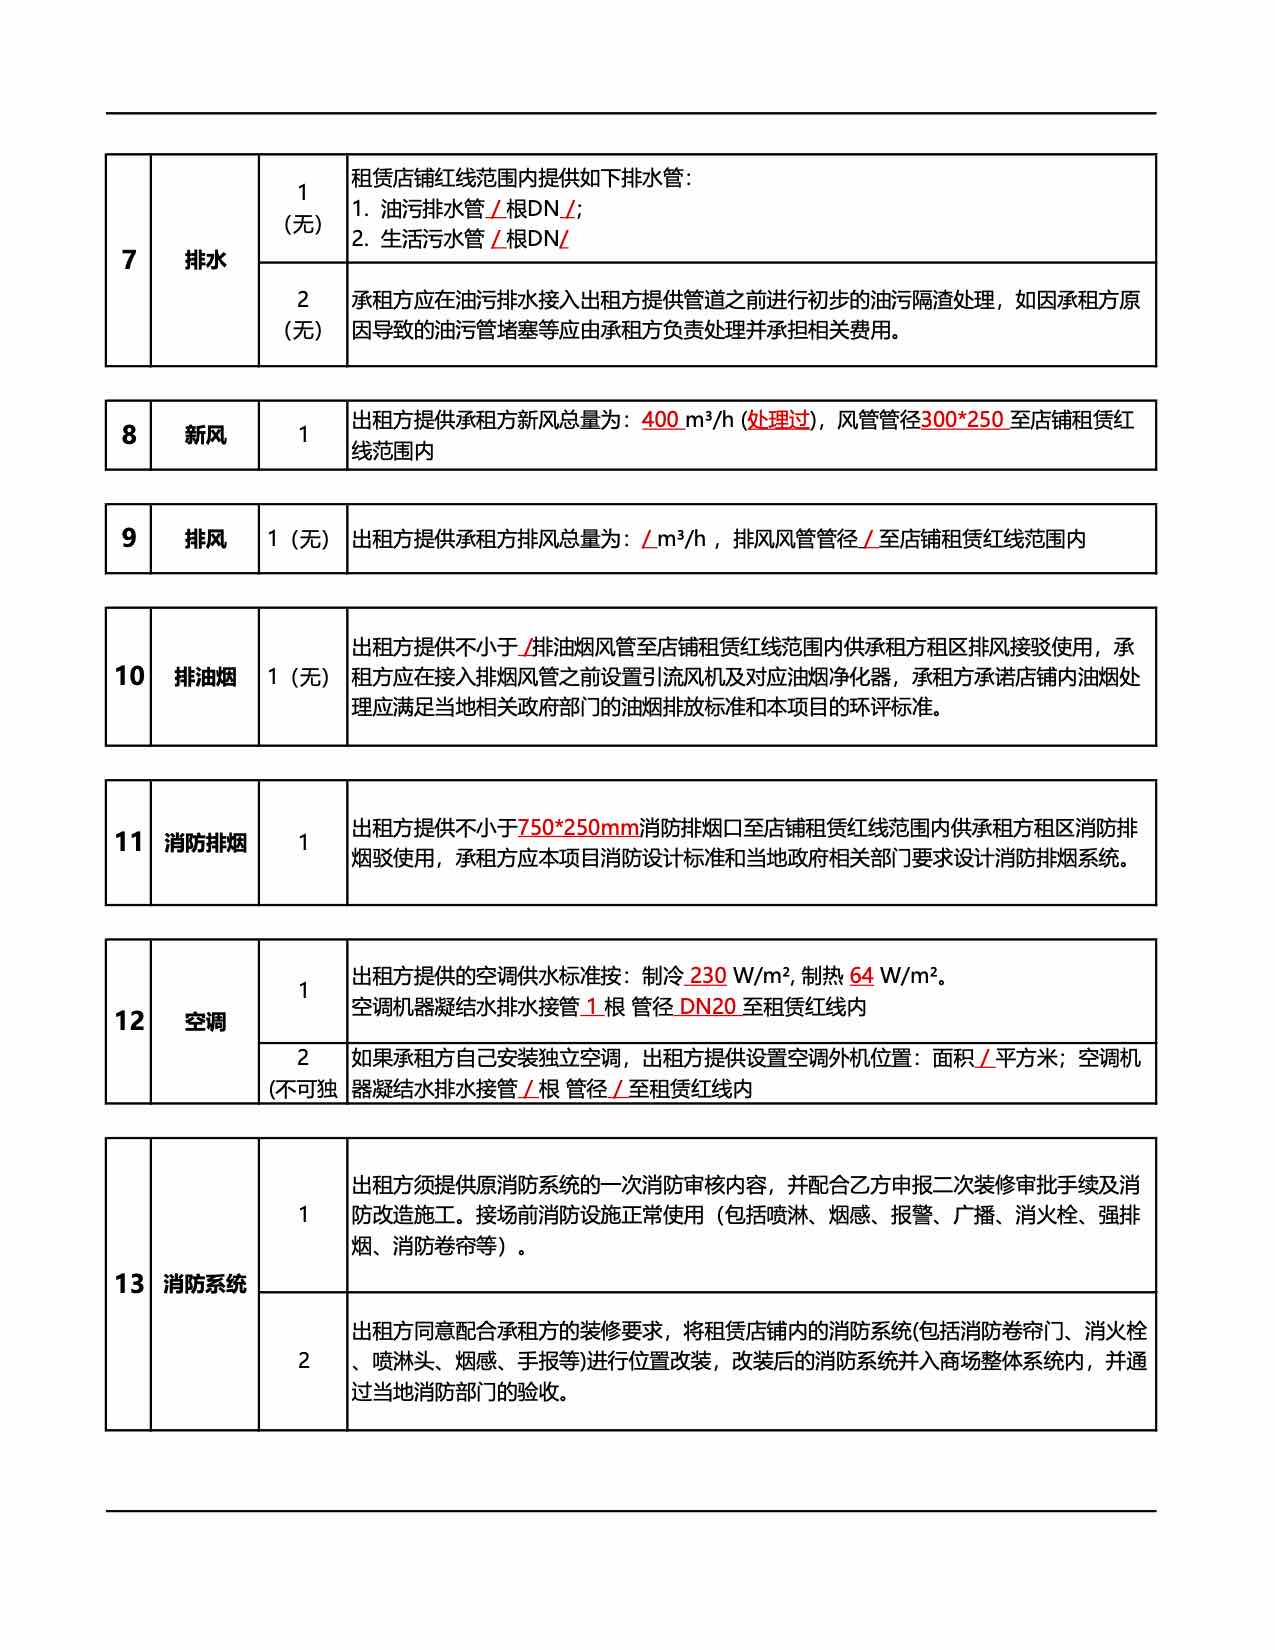 7
排水
1
（无）
租赁店铺红线范围内提供如下排水管：
1. 油污排水管 / 根DN /;
2. 生活污水管 / 根DN/
2
（无）
承租方应在油污排水接入出租方提供管道之前进行初步的油污隔渣处理，如因承租方原
因导致的油污管堵塞等应由承租方负责处理并承担相关费用。
8
新风
1
出租方提供承租方新风总量为：400 m³/h (处理过)，风管管径300*250 至店铺租赁红
线范围内
9
排风
1（无）
出租方提供承租方排风总量为：/ m³/h ，排风风管管径 / 至店铺租赁红线范围内
10
排油烟
1（无）
出租方提供不小于 /排油烟风管至店铺租赁红线范围内供承租方租区排风接驳使用，承
租方应在接入排烟风管之前设置引流风机及对应油烟净化器，承租方承诺店铺内油烟处
理应满足当地相关政府部门的油烟排放标准和本项目的环评标准。
11
消防排烟
1
出租方提供不小于750*250mm消防排烟口至店铺租赁红线范围内供承租方租区消防排
烟驳使用，承租方应本项目消防设计标准和当地政府相关部门要求设计消防排烟系统。
12
空调
1
出租方提供的空调供水标准按：制冷 230 W/m², 制热 64 W/m²。
空调机器凝结水排水接管 1 根 管径 DN20 至租赁红线内
2
(不可独
如果承租方自己安装独立空调，出租方提供设置空调外机位置：面积 / 平方米；空调机
器凝结水排水接管 / 根 管径 / 至租赁红线内
13
消防系统
1
出租方须提供原消防系统的一次消防审核内容，并配合乙方申报二次装修审批手续及消
防改造施工。接场前消防设施正常使用（包括喷淋、烟感、报警、广播、消火栓、强排
烟、消防卷帘等）。
2
出租方同意配合承租方的装修要求，将租赁店铺内的消防系统(包括消防卷帘门、消火栓
、喷淋头、烟感、手报等)进行位置改装，改装后的消防系统并入商场整体系统内，并通
过当地消防部门的验收。